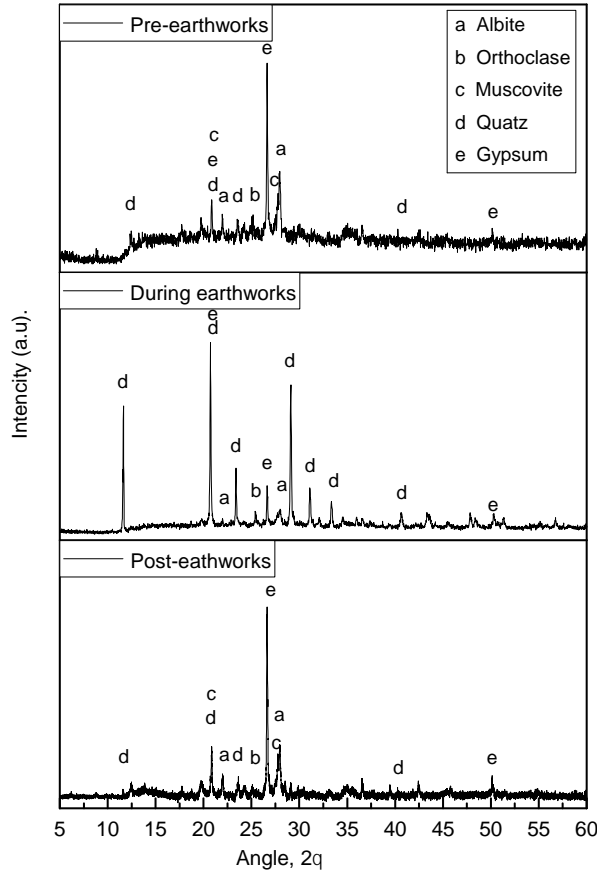 Pre-earthworks
a Albite
b Orthoclase
c Muscovite
d Quatz
e Gypsum
e
c
e
d
a
d
a
d
b
c
d
e
During earthworks
e
d
d
d
a
d
b
e
a
d
d
d
e
Post-eathworks
e
c
d
a
d
a
d
b
c
d
e
Intencity (a.u).
5 10 15 20 25 30 35 40 45 50 55 60
Angle, 2q